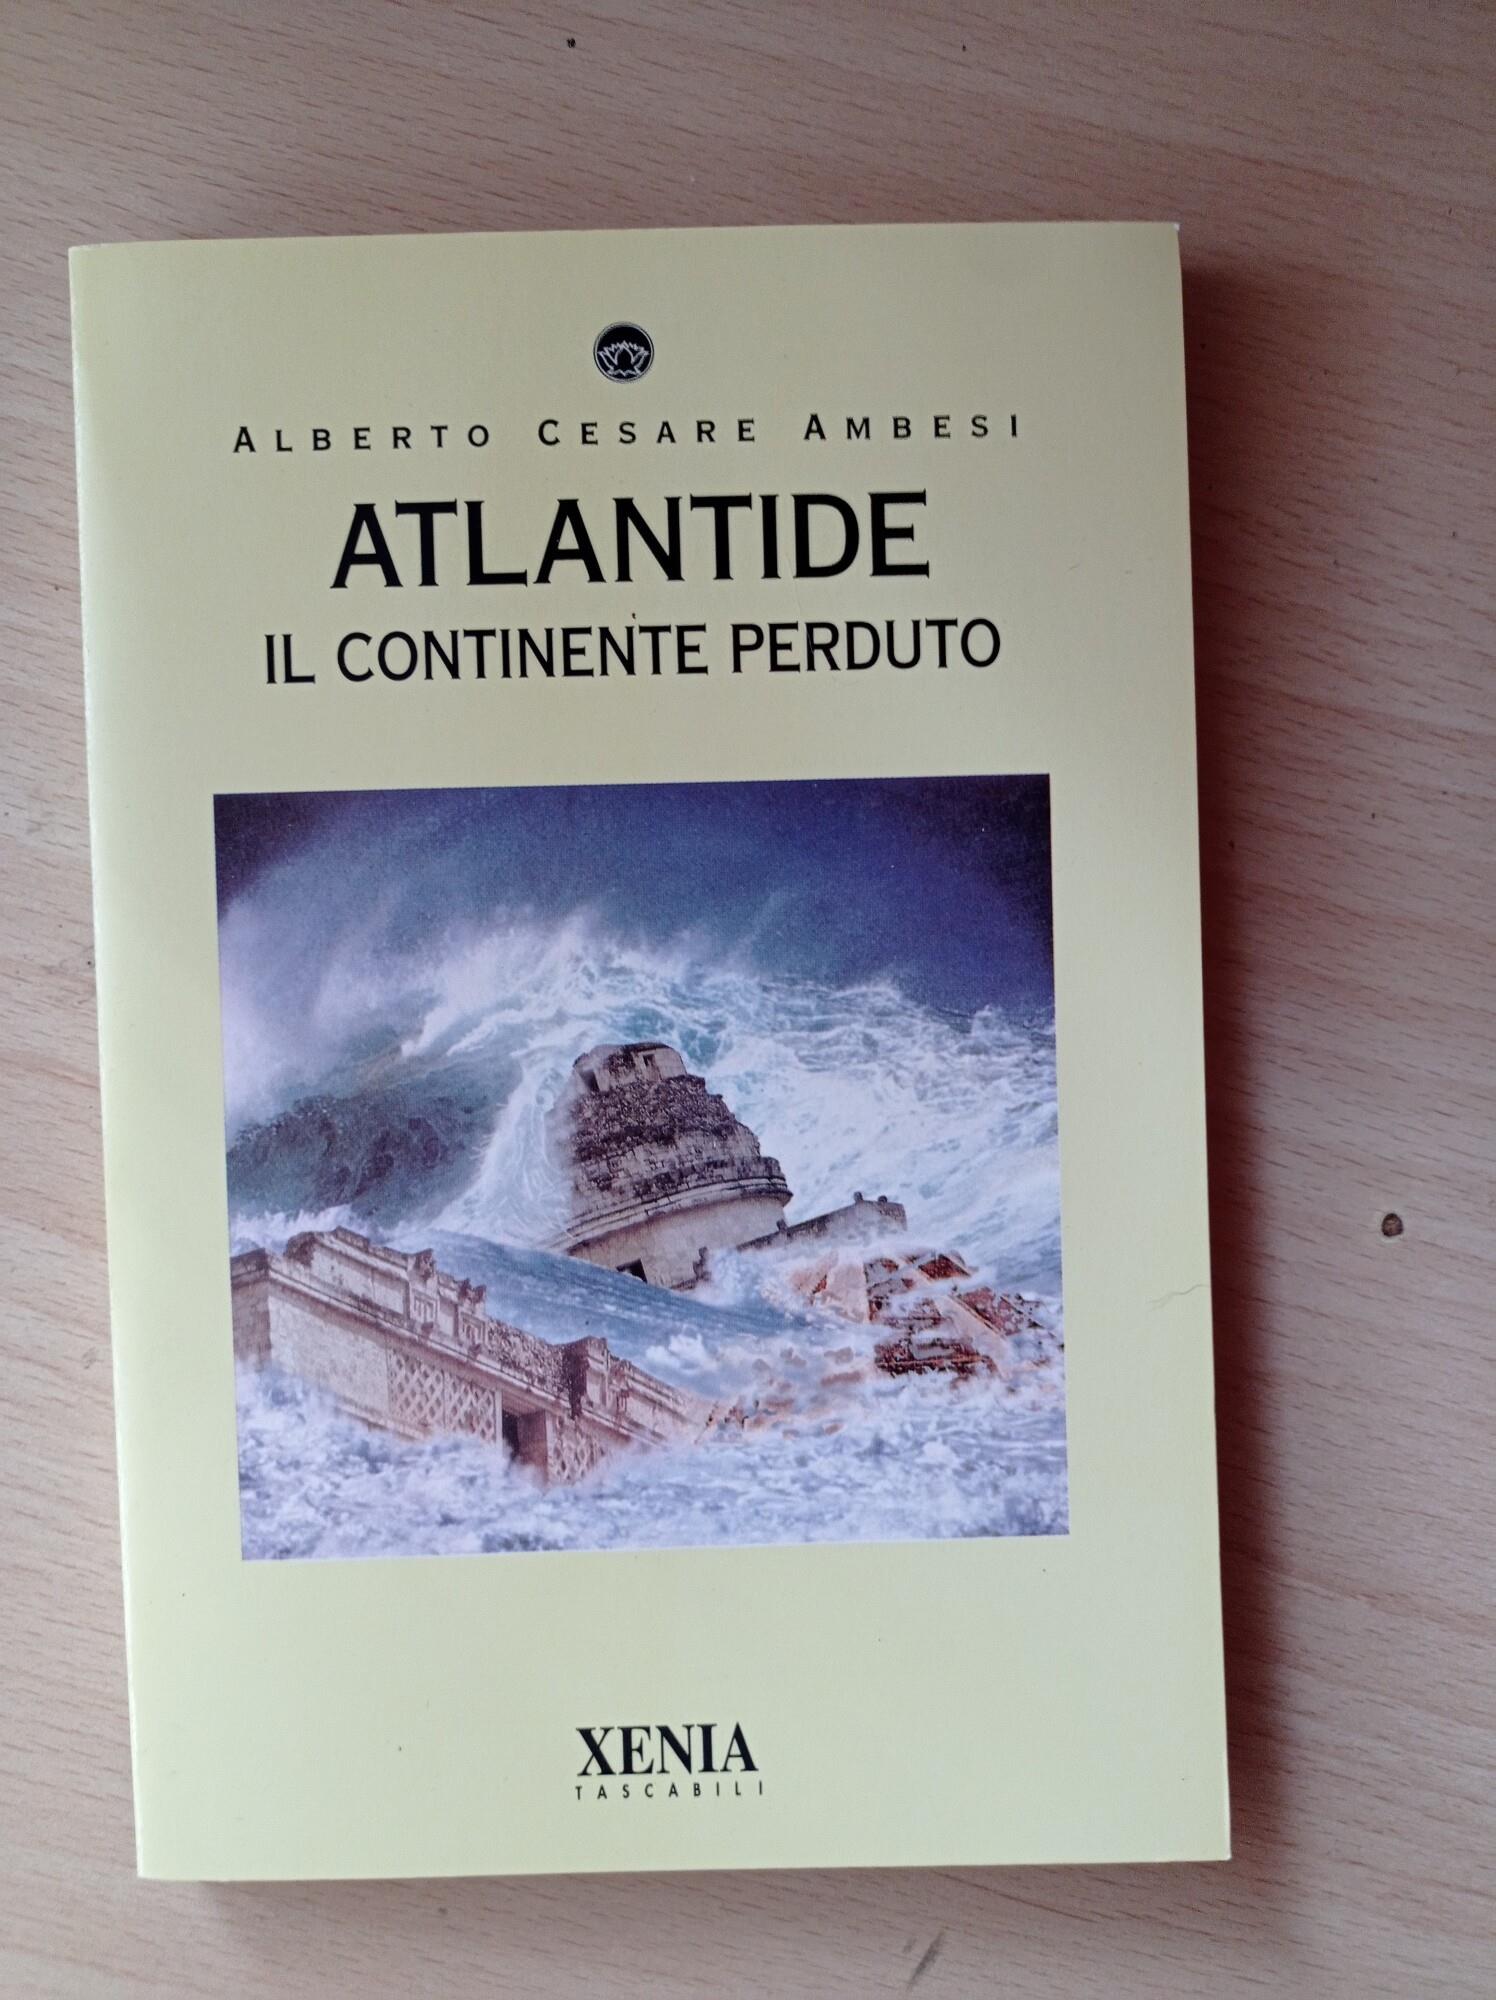 ALBERTO CESARE AMBESI
ATLANTIDE
IL CONTINENTE PERDUTO
XENIA
TASCABILI